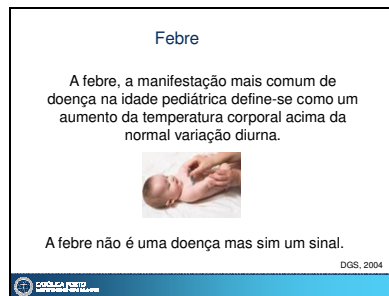 Febre
A febre, a manifestação mais comum de
doença na idade pediátrica define-se como um
aumento da temperatura corporal acima da
normal variação diurna.
A febre não é uma doença mas sim um sinal.
DGS, 2004
CATÓLICA PORTO